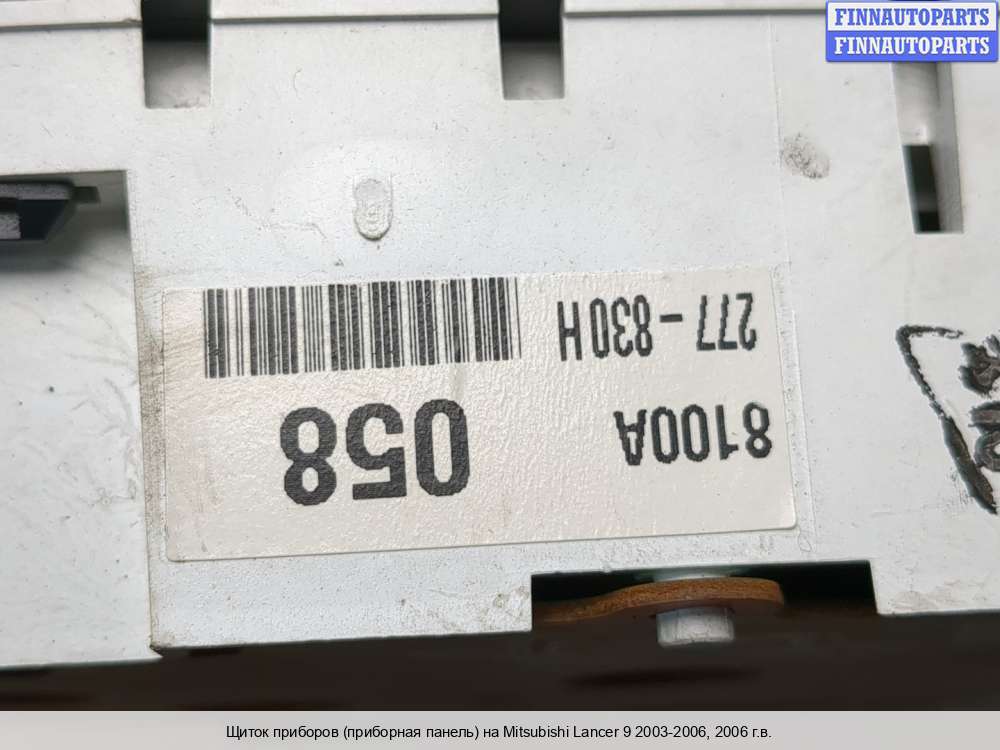 FINNAUTOPARTS
FINNAUTOPARTS
8100A 058
277-830H
Щиток приборов (приборная панель) на Mitsubishi Lancer 9 2003-2006, 2006 г.в.